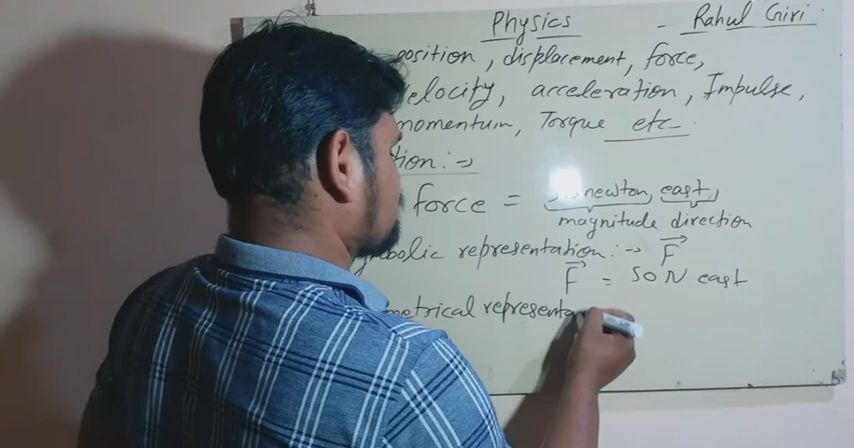 Physics - Rahul Giri
position, displacement, force,
velocity, acceleration, Impulse,
momentum, Torque etc
tion:→
force = newton, east,
magnitude direction
bolic representation:→ F⃗
F⃗ = 50 N east
metrical representa